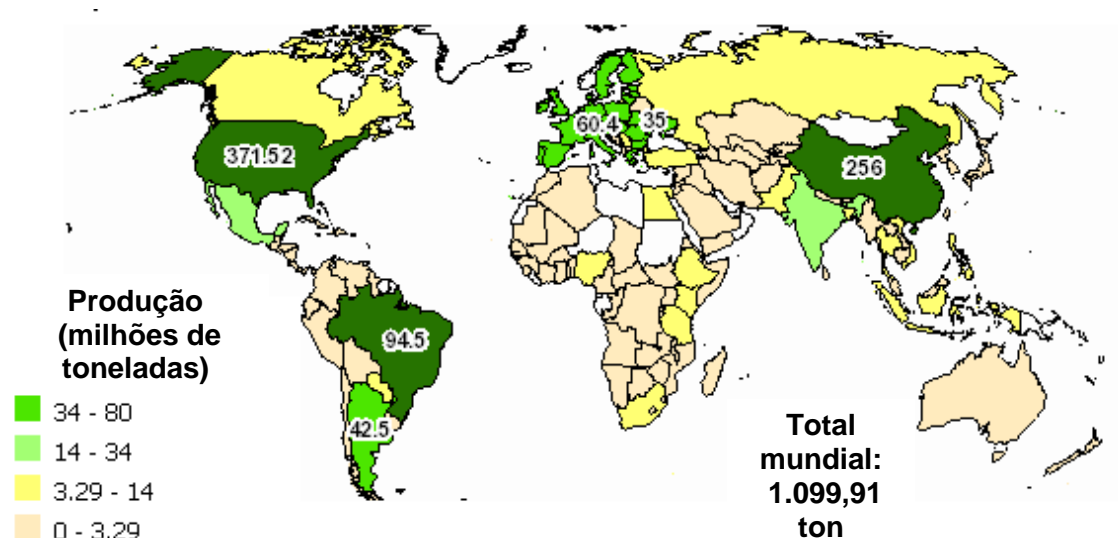 371.52
60.4
35
256
94.5
42.5
Produção
(milhões de
toneladas)
34 - 80
14 - 34
3.29 - 14
0 - 3.29
Total
mundial:
1.099,91
ton